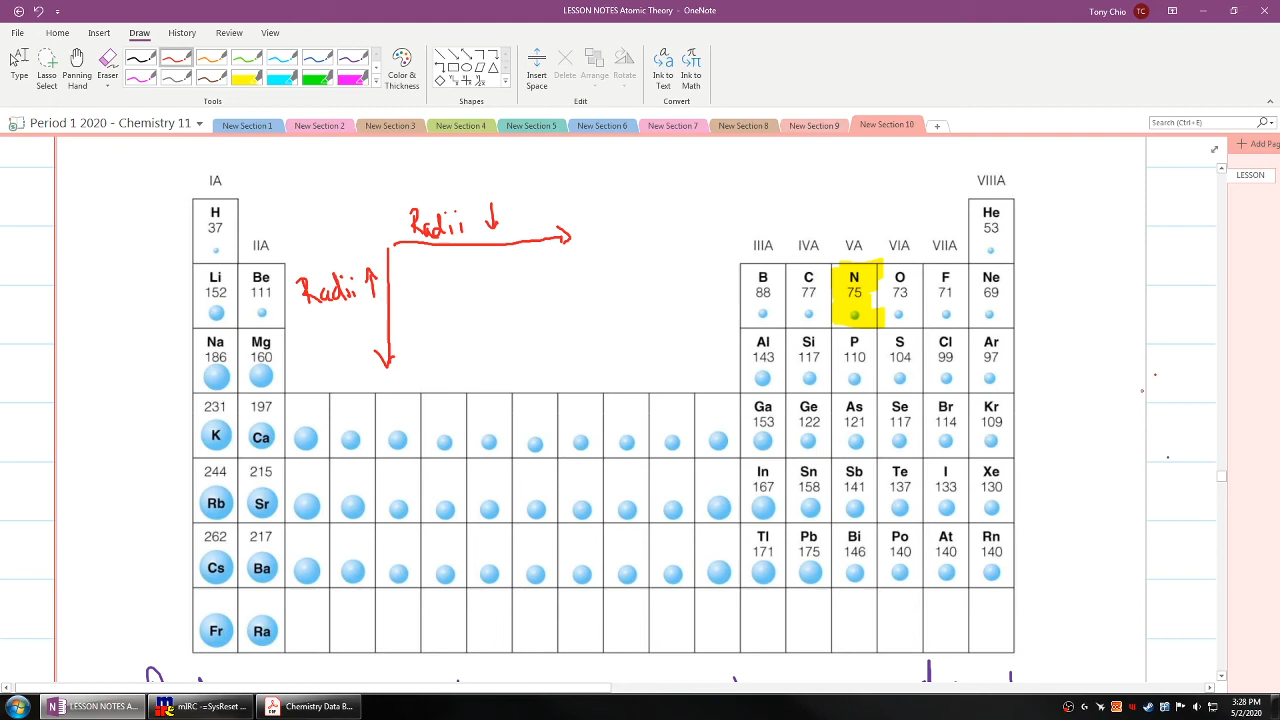 LESSON NOTES Atomic Theory - OneNote
Tony Chio TC
File Home Insert Draw History Review View
Type Lasso Select Panning Hand Eraser
Color & Thickness
Insert Space Delete Arrange Rotate
Ink to Text Ink to Math
Tools Shapes Edit Convert
Period 1 2020 - Chemistry 11
New Section 1 New Section 2 New Section 3 New Section 4 New Section 5 New Section 6 New Section 7 New Section 8 New Section 9 New Section 10 +
Search (Ctrl+E)
Add Pag
LESSON
IA VIIIA
H He
37 53
Radii ↓
IIA IIIA IVA VA VIA VIIA
Radii ↑
Li Be B C N O F Ne
152 111 88 77 75 73 71 69
Na Mg Al Si P S Cl Ar
186 160 143 117 110 104 99 97
231 197 Ga Ge As Se Br Kr
153 122 121 117 114 109
K Ca
244 215 In Sn Sb Te I Xe
167 158 141 137 133 130
Rb Sr
262 217 Tl Pb Bi Po At Rn
171 175 146 140 140 140
Cs Ba
Fr Ra
LESSON NOTES A... mIRC -=SysReset ... Chemistry Data B...
3:28 PM
5/2/2020